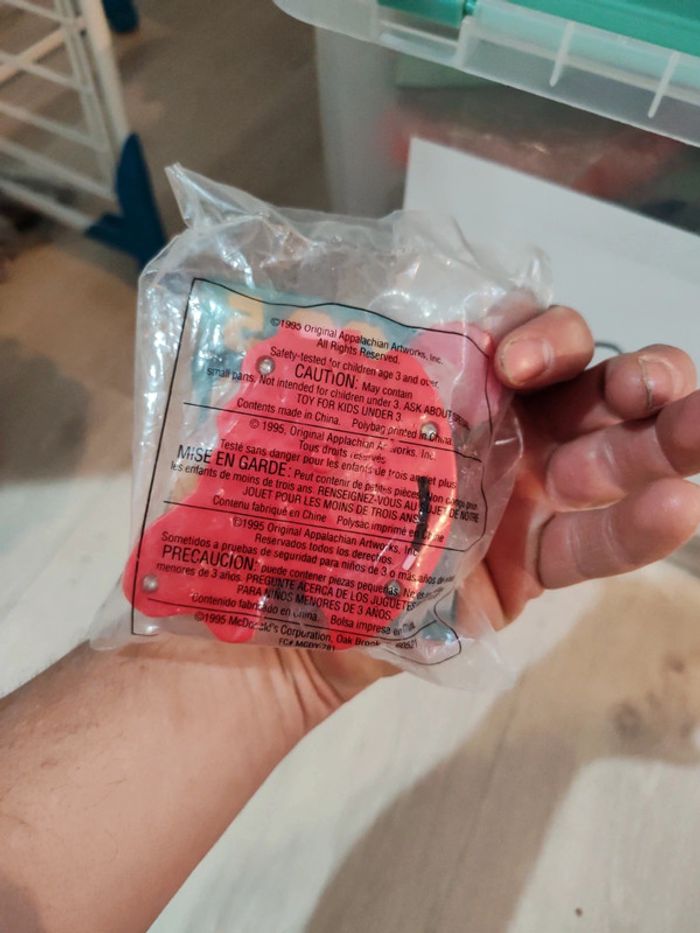 ©1995 Original Appalachian Artworks, Inc.
All Rights Reserved.
Safety-tested for children age 3 and over.
CAUTION: May contain
small parts. Not intended for children under 3. ASK ABOUT
TOY FOR KIDS UNDER 3.
Contents made in China. Polybag printed in China.
©1995, Original Applachian Artworks, Inc.
Tous droits réservés.
Testé sans danger pour les enfants de trois ans et plus
MISE EN GARDE: Peut contenir de petites pièces. Non conçu pour
les enfants de moins de trois ans. RENSEIGNEZ-VOUS AU SUJET DE NOTRE
JOUET POUR LES MOINS DE TROIS ANS
Contenu fabriqué en Chine Polysac imprimé en Chine
©1995 Original Appalachian Artworks, Inc
Reservados todos los derechos.
Sometidos a pruebas de seguridad para niños de 3 o más años de
PRECAUCION: puede contener piezas pequeñas.
menores de 3 años. PREGUNTE ACERCA DE LOS JUGUETES
PARA NIÑOS MENORES DE 3 AÑOS.
Contenido fabricado en China. Bolsa impresa en China.
©1995 McDonald's Corporation, Oak Brook, 60521